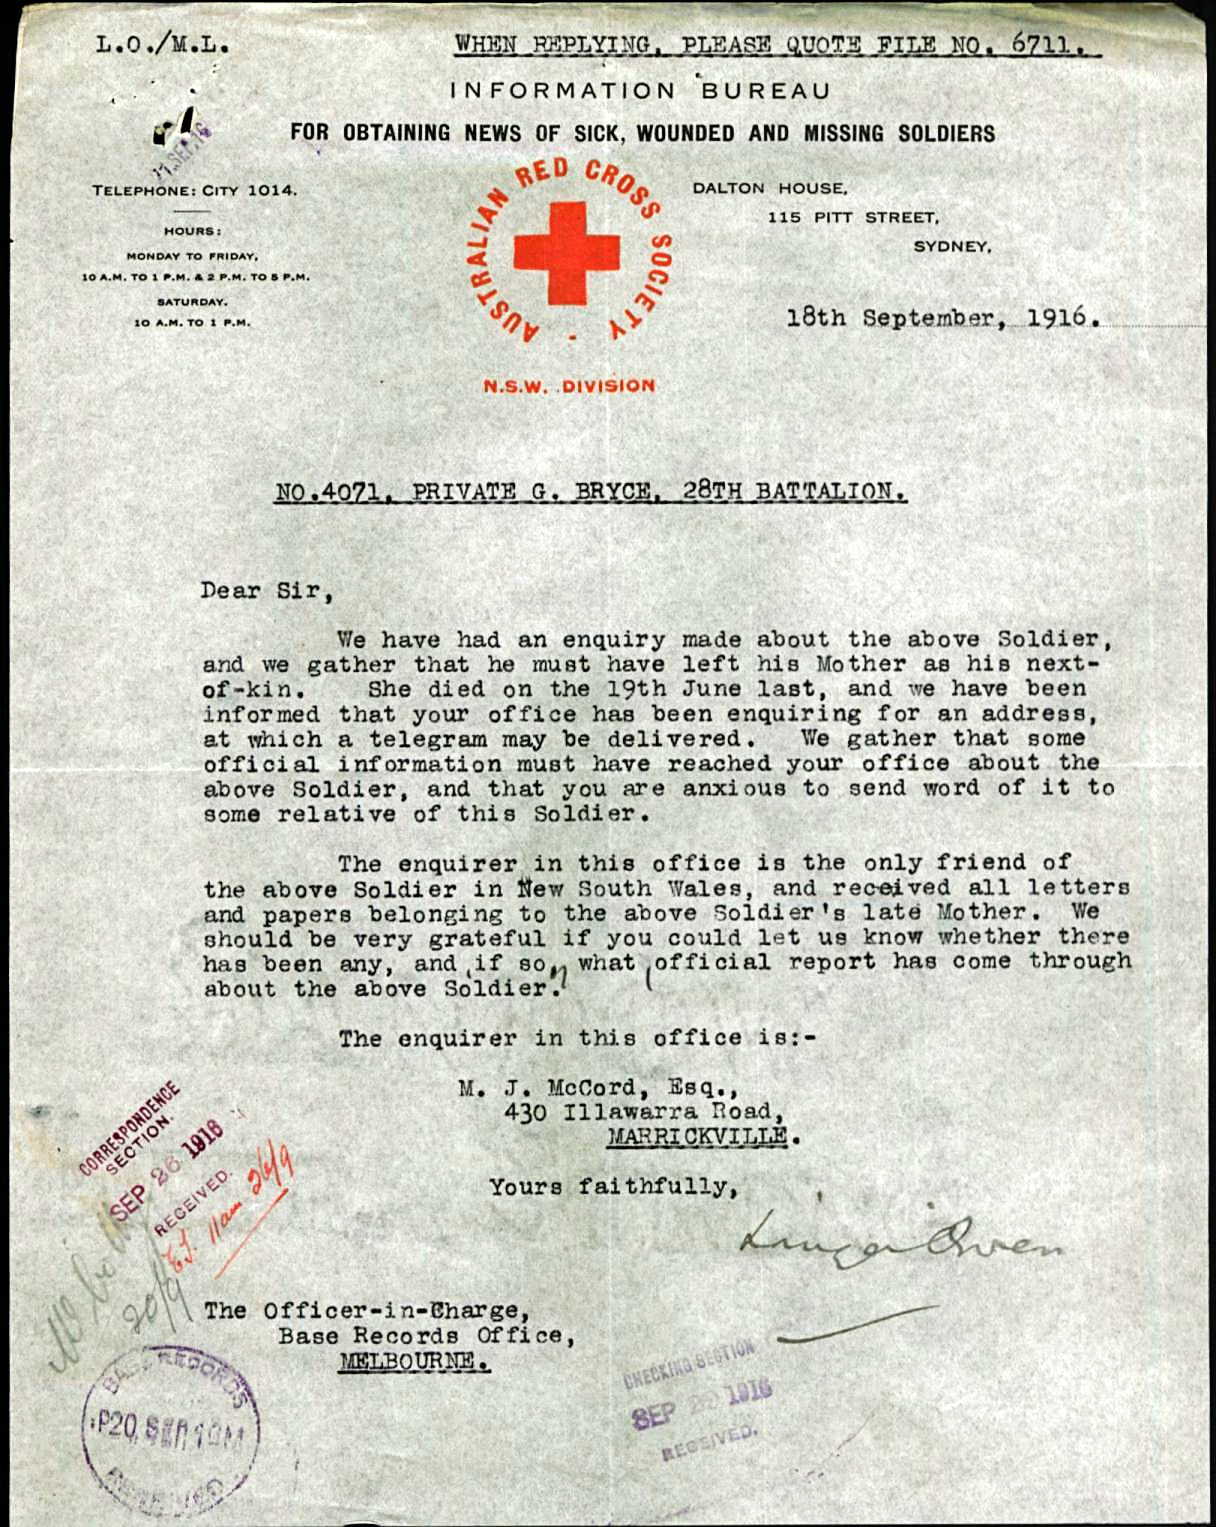 L.O./M.L.
WHEN REPLYING, PLEASE QUOTE FILE NO. 6711.
INFORMATION BUREAU
FOR OBTAINING NEWS OF SICK, WOUNDED AND MISSING SOLDIERS
TELEPHONE: CITY 1014.
HOURS:
MONDAY TO FRIDAY,
10 A.M. TO 1 P.M. & 2 P.M. TO 5 P.M.
SATURDAY.
10 A.M. TO 1 P.M.
AUSTRALIAN RED CROSS SOCIETY -
N.S.W. DIVISION
DALTON HOUSE,
115 PITT STREET,
SYDNEY,
18th September, 1916.
NO.4071, PRIVATE G. BRYCE, 28TH BATTALION.
Dear Sir,
We have had an enquiry made about the above Soldier,
and we gather that he must have left his Mother as his next-
of-kin. She died on the 19th June last, and we have been
informed that your office has been enquiring for an address,
at which a telegram may be delivered. We gather that some
official information must have reached your office about the
above Soldier, and that you are anxious to send word of it to
some relative of this Soldier.
The enquirer in this office is the only friend of
the above Soldier in New South Wales, and received all letters
and papers belonging to the above Soldier's late Mother. We
should be very grateful if you could let us know whether there
has been any, and if so, what official report has come through
about the above Soldier.
The enquirer in this office is:-
M. J. McCord, Esq.,
430 Illawarra Road,
MARRICKVILLE.
Yours faithfully,
Langer Owen
CORRESPONDENCE
SECTION.
SEP 26 1916
RECEIVED.
11am 26/9
20/9
The Officer-in-Charge,
Base Records Office,
MELBOURNE.
BASE RECORDS
CHECKING SECTION
SEP 1916
RECEIVED.